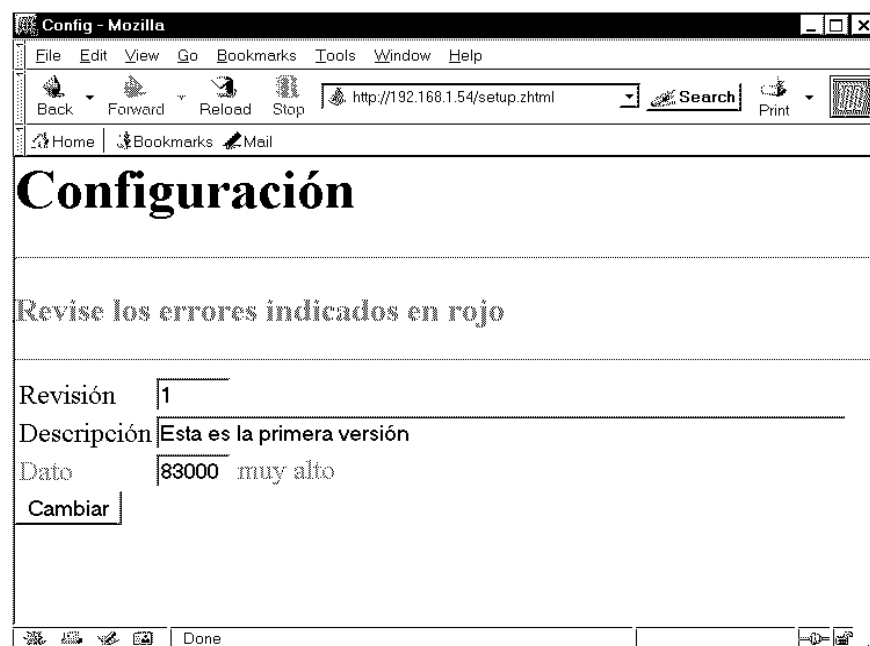 Config - Mozilla
File Edit View Go Bookmarks Tools Window Help
Back Forward Reload Stop http://192.168.1.54/setup.zhtml Search Print
Home Bookmarks Mail
Configuración
Revise los errores indicados en rojo
Revisión 1
Descripción Esta es la primera versión
Dato 83000 muy alto
Cambiar
Done